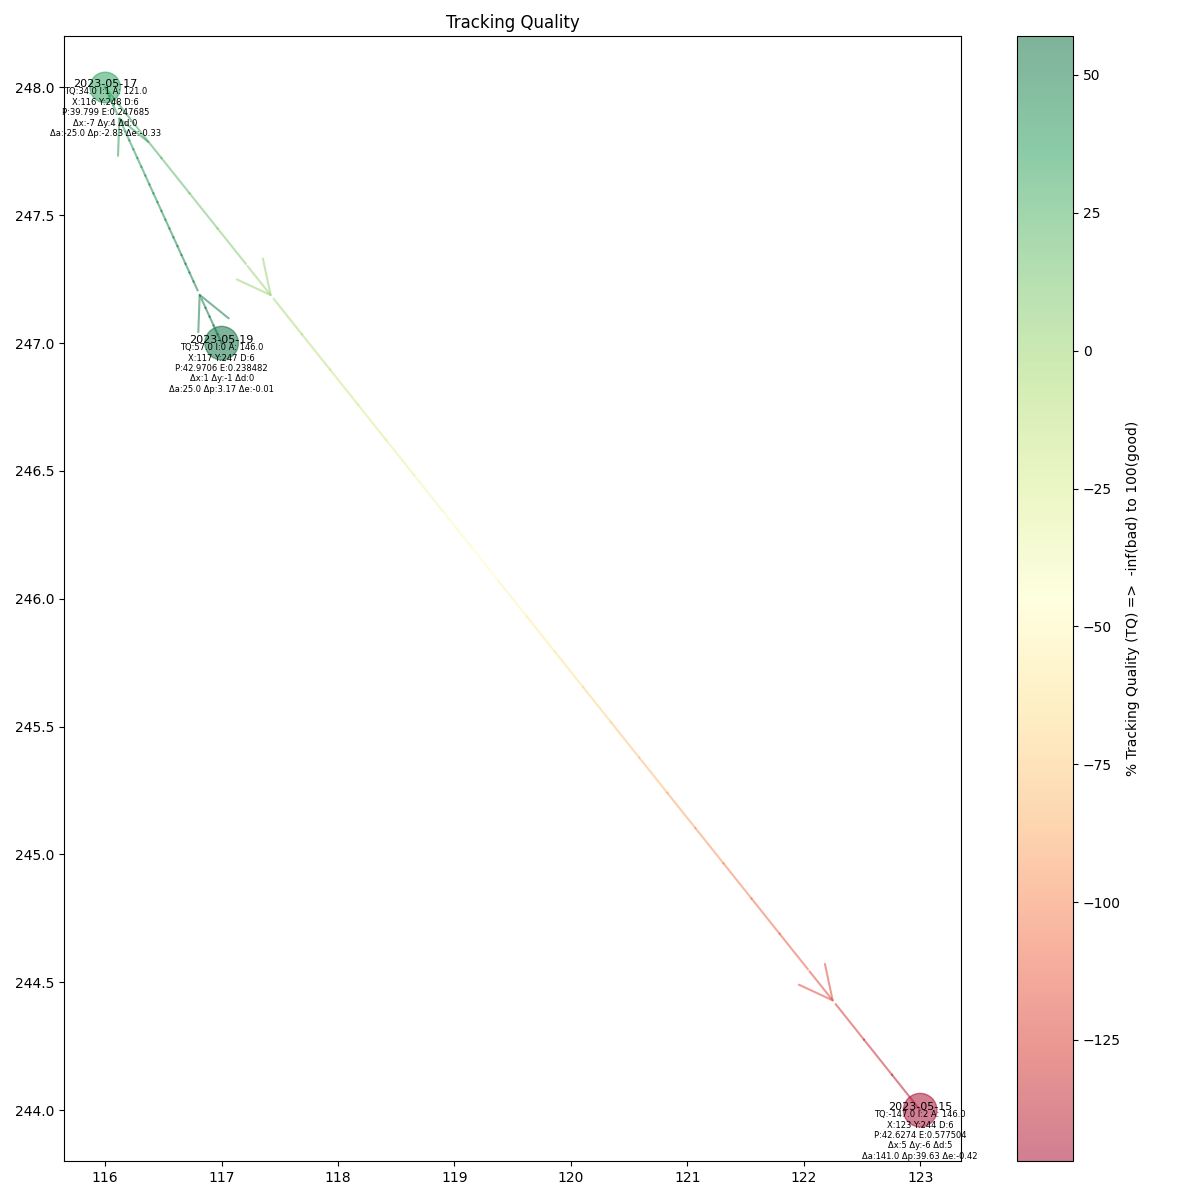 Tracking Quality
248.0
247.5
247.0
246.5
246.0
245.5
245.0
244.5
244.0
116
117
118
119
120
121
122
123
2023-05-17
TQ:34.0 I:1 A: 121.0
X:116 Y:248 D:6
P:39.799 E:0.247685
Δx:-7 Δy:4 Δd:0
Δa:-25.0 Δp:-2.83 Δe:-0.33
2023-05-19
TQ:57.0 I:0 A: 146.0
X:117 Y:247 D:6
P:42.9706 E:0.238482
Δx:1 Δy:-1 Δd:0
Δa:25.0 Δp:3.17 Δe:-0.01
2023-05-15
TQ:-147.0 I:2 A: 146.0
X:123 Y:244 D:6
P:42.6274 E:0.577504
Δx:5 Δy:-6 Δd:5
Δa:141.0 Δp:39.63 Δe:-0.42
50
25
0
−25
−50
−75
−100
−125
% Tracking Quality (TQ) => -inf(bad) to 100(good)